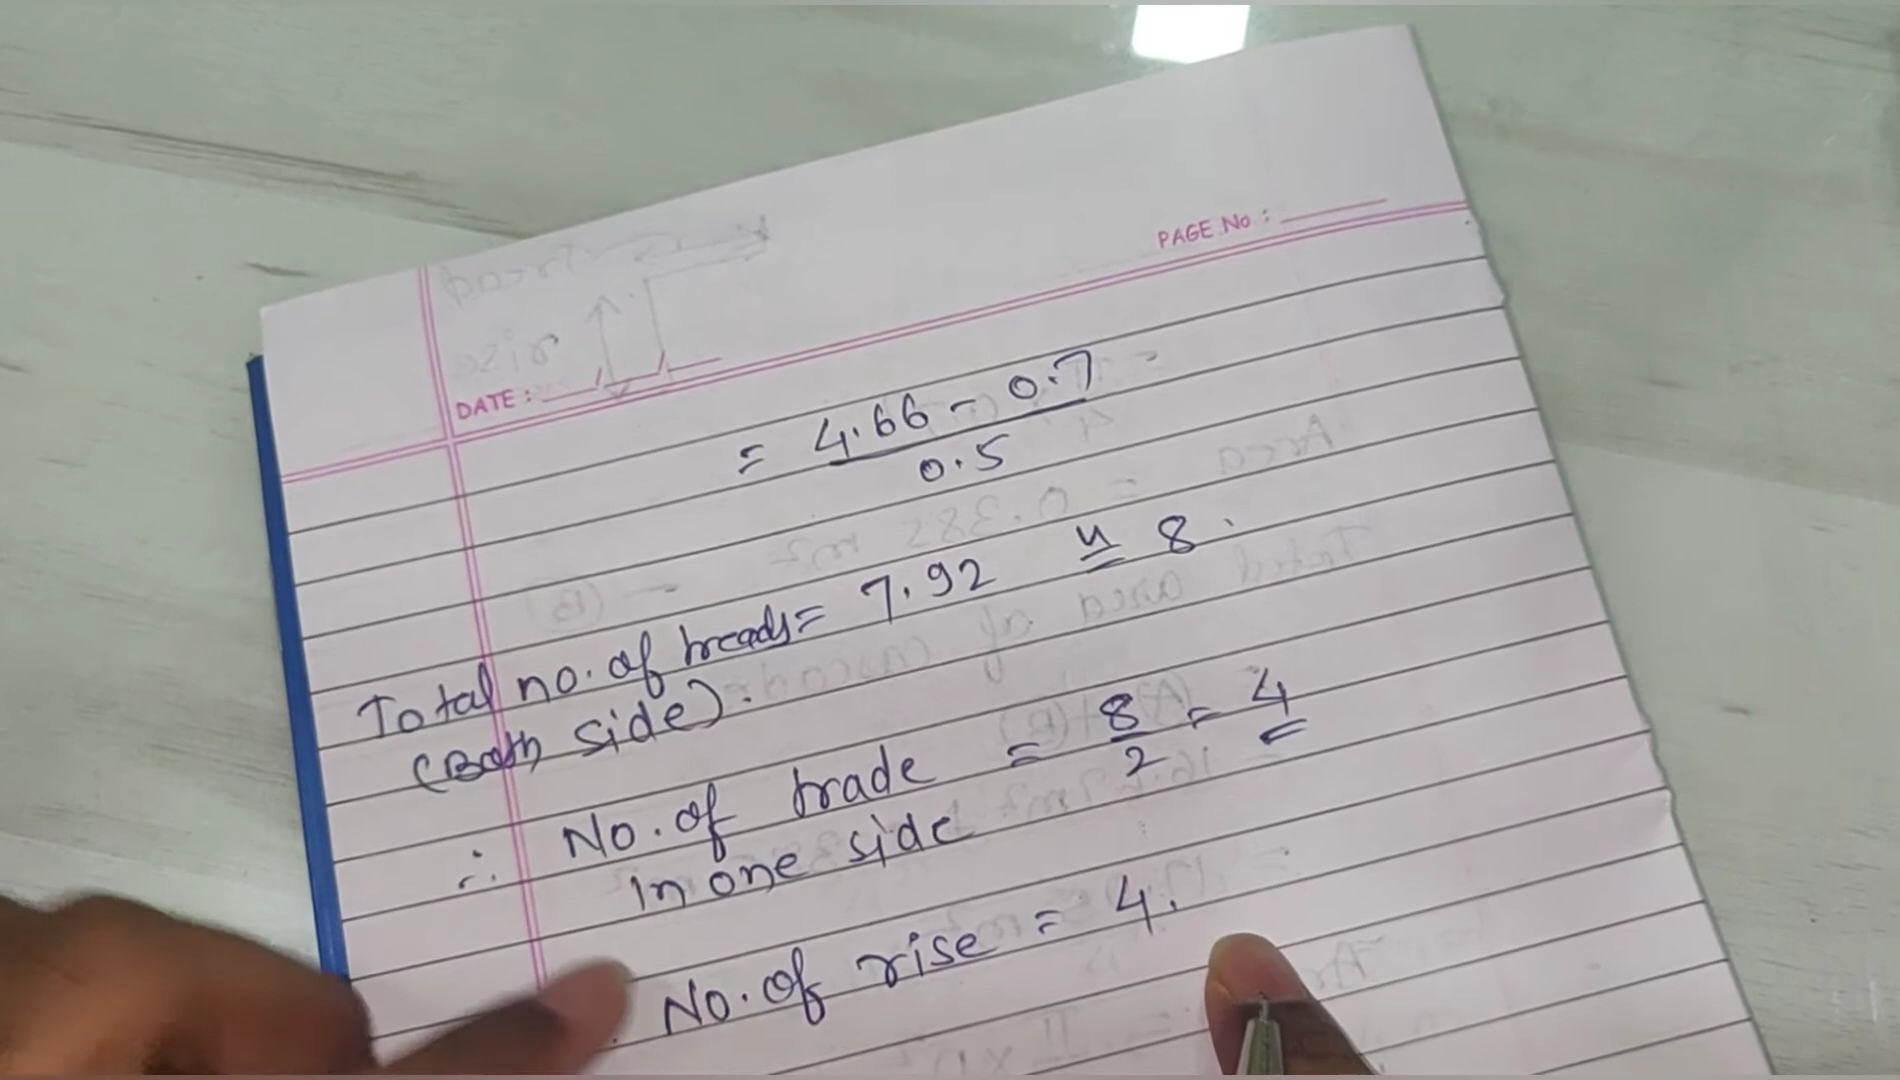 PAGE No :
DATE :
= 4.66 - 0.7
0.5
Total no. of treads = 7.92 ≌ 8.
(Both side).
∴ No. of trade = 8/2 = 4
in one side
No. of rise = 4.